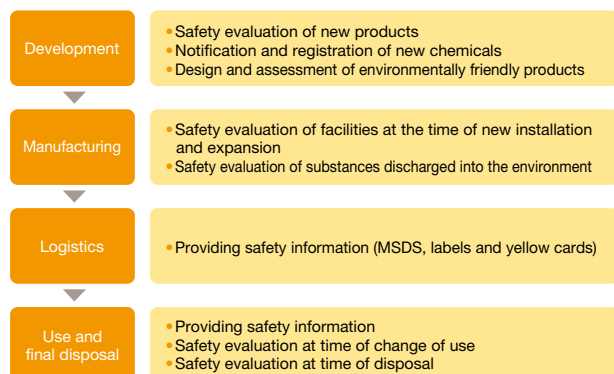 Development
• Safety evaluation of new products
• Notification and registration of new chemicals
• Design and assessment of environmentally friendly products
Manufacturing
• Safety evaluation of facilities at the time of new installation
and expansion
• Safety evaluation of substances discharged into the environment
Logistics
• Providing safety information (MSDS, labels and yellow cards)
Use and
final disposal
• Providing safety information
• Safety evaluation at time of change of use
• Safety evaluation at time of disposal